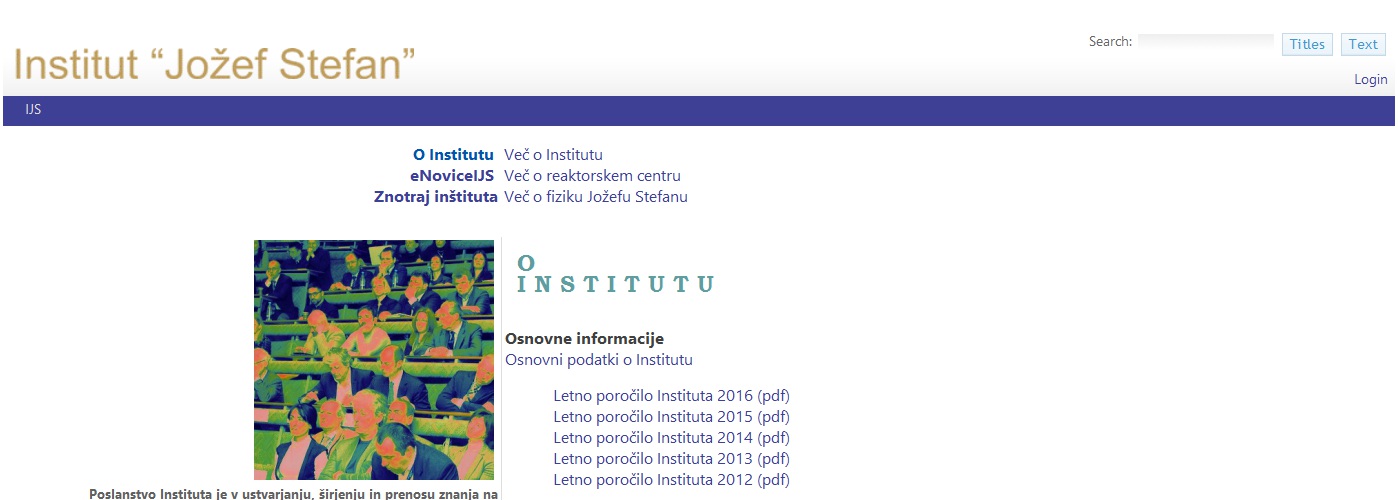 Institut “Jožef Stefan”
Search: Titles Text
Login
IJS
O Institutu Več o Institutu
eNoviceIJS Več o reaktorskem centru
Znotraj inštituta Več o fiziku Jožefu Stefanu
O
INSTITUTU
Osnovne informacije
Osnovni podatki o Institutu
Letno poročilo Instituta 2016 (pdf)
Letno poročilo Instituta 2015 (pdf)
Letno poročilo Instituta 2014 (pdf)
Letno poročilo Instituta 2013 (pdf)
Letno poročilo Instituta 2012 (pdf)
Poslanstvo Instituta je v ustvarjanju, širjenju in prenosu znanja na